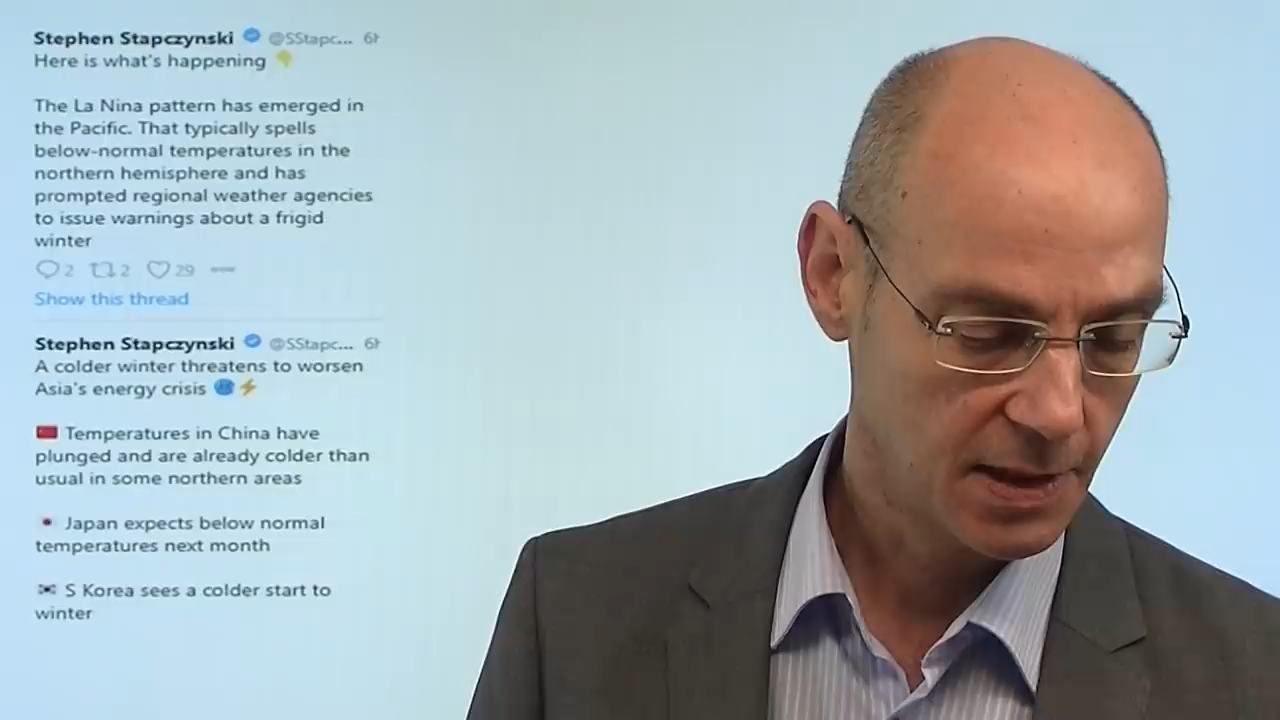 Stephen Stapczynski @SStapc... 6h
Here is what's happening 👇
The La Nina pattern has emerged in
the Pacific. That typically spells
below-normal temperatures in the
northern hemisphere and has
prompted regional weather agencies
to issue warnings about a frigid
winter
2 2 29
Show this thread
Stephen Stapczynski @SStapc... 6h
A colder winter threatens to worsen
Asia's energy crisis 🥶⚡
🇨🇳 Temperatures in China have
plunged and are already colder than
usual in some northern areas
🇯🇵 Japan expects below normal
temperatures next month
🇰🇷 S Korea sees a colder start to
winter